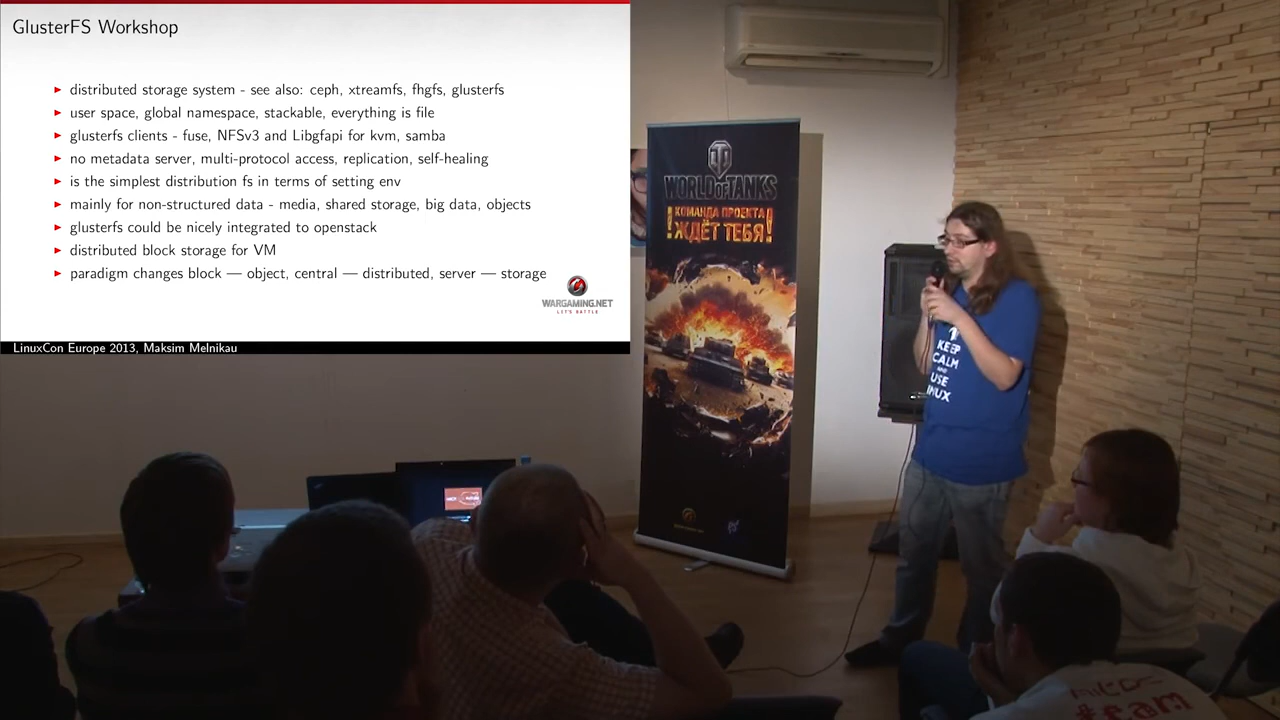 GlusterFS Workshop
distributed storage system - see also: ceph, xtreamfs, fhgfs, glusterfs
user space, global namespace, stackable, everything is file
glusterfs clients - fuse, NFSv3 and Libgfapi for kvm, samba
no metadata server, multi-protocol access, replication, self-healing
is the simplest distribution fs in terms of setting env
mainly for non-structured data - media, shared storage, big data, objects
glusterfs could be nicely integrated to openstack
distributed block storage for VM
paradigm changes block — object, central — distributed, server — storage
WARGAMING.NET
LET'S BATTLE
LinuxCon Europe 2013, Maksim Melnikau
WORLD OF TANKS
КОМАНДА ПРОЕКТА
ЖДЁТ ТЕБЯ!
KEEP
CALM
AND
USE
LINUX